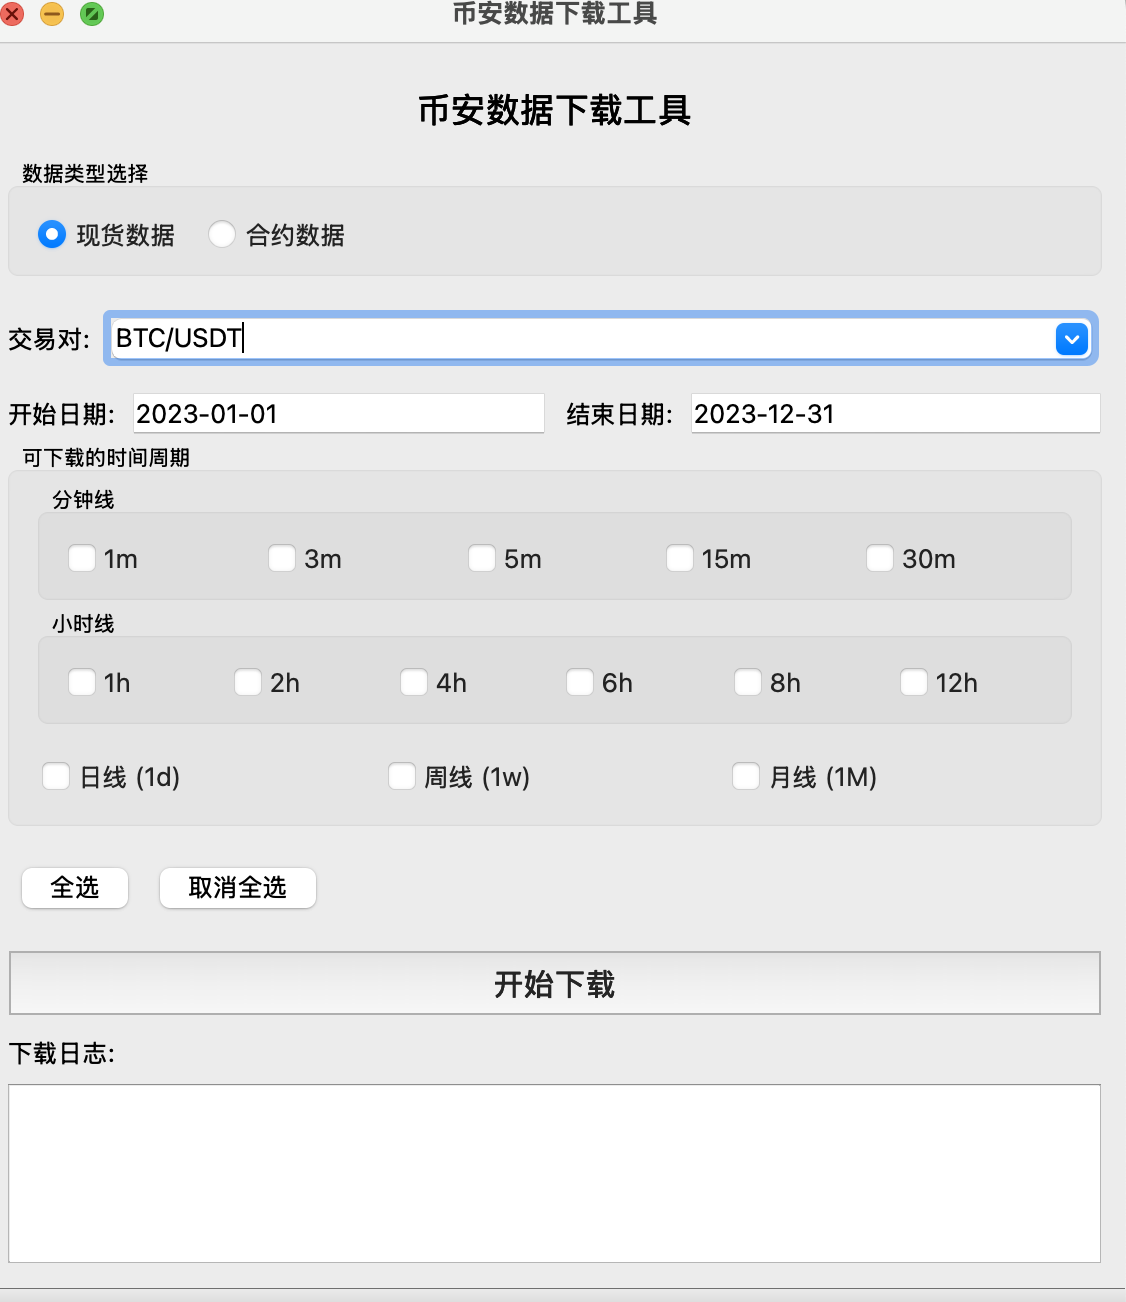 币安数据下载工具
币安数据下载工具
数据类型选择
现货数据 合约数据
交易对: BTC/USDT
开始日期: 2023-01-01 结束日期: 2023-12-31
可下载的时间周期
分钟线
1m 3m 5m 15m 30m
小时线
1h 2h 4h 6h 8h 12h
日线 (1d) 周线 (1w) 月线 (1M)
全选 取消全选
开始下载
下载日志: